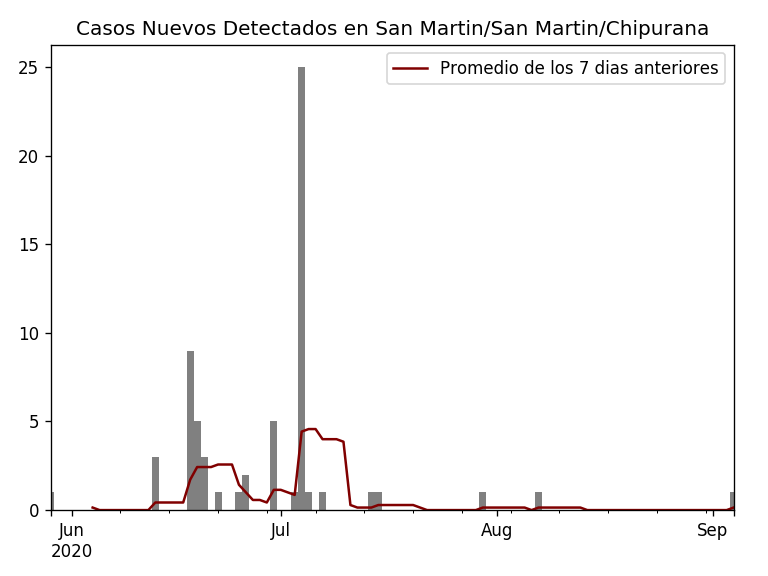 Casos Nuevos Detectados en San Martin/San Martin/Chipurana
Promedio de los 7 dias anteriores
25
20
15
10
5
0
Jun
2020
Jul
Aug
Sep